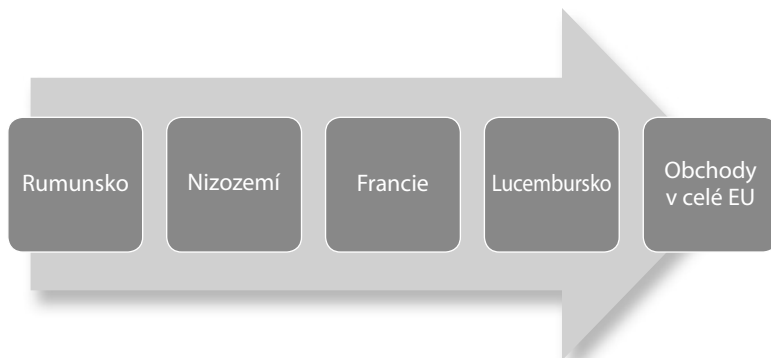 Rumunsko
Nizozemí
Francie
Lucembursko
Obchody
v celé EU